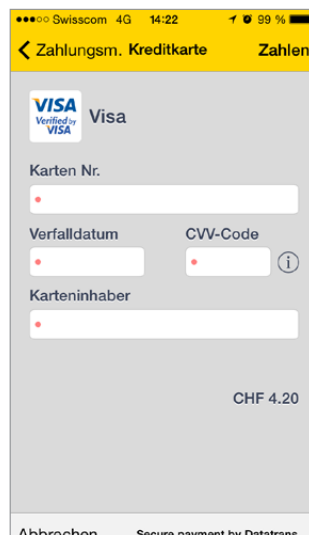 Swisscom 4G 14:22 99 %
Zahlungsm. Kreditkarte Zahlen
VISA
Verified by
VISA
Visa
Karten Nr.
Verfalldatum CVV-Code
Karteninhaber
CHF 4.20
Abbrechen Secure payment by Datatrans